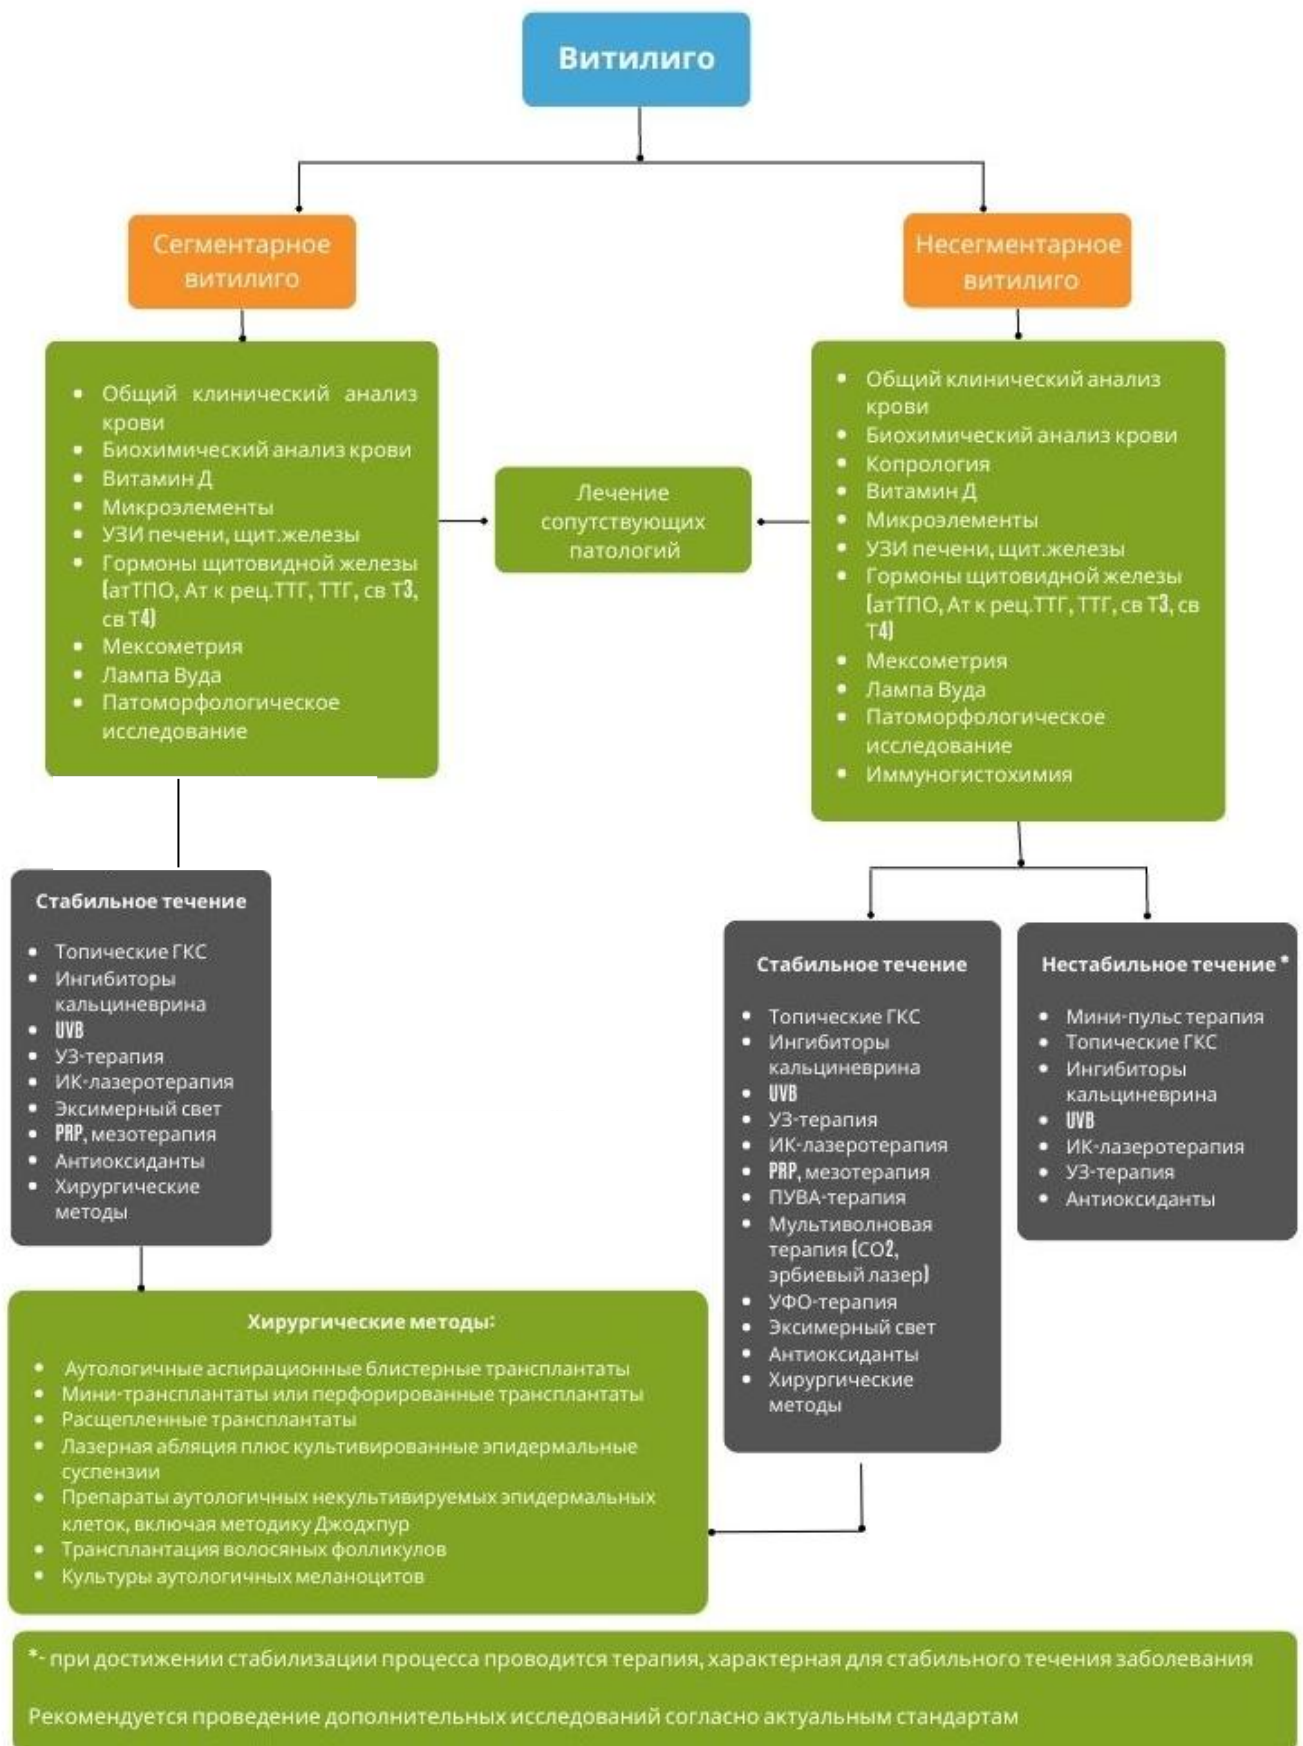 Витилиго
Сегментарное
витилиго
Несегментарное
витилиго
• Общий клинический анализ
крови
• Биохимический анализ крови
• Витамин Д
• Микроэлементы
• УЗИ печени, щит.железы
• Гормоны щитовидной железы
(атТПО, Ат к рец.ТТГ, ТТГ, св Т3,
св Т4)
• Мексометрия
• Лампа Вуда
• Патоморфологическое
исследование
Лечение
сопутствующих
патологий
• Общий клинический анализ
крови
• Биохимический анализ крови
• Копрология
• Витамин Д
• Микроэлементы
• УЗИ печени, щит.железы
• Гормоны щитовидной железы
(атТПО, Ат к рец.ТТГ, ТТГ, св Т3, св
Т4)
• Мексометрия
• Лампа Вуда
• Патоморфологическое
исследование
• Иммуногистохимия
Стабильное течение
• Топические ГКС
• Ингибиторы
кальциневрина
• UVB
• УЗ-терапия
• ИК-лазеротерапия
• Эксимерный свет
• PRP, мезотерапия
• Антиоксиданты
• Хирургические
методы
Стабильное течение
• Топические ГКС
• Ингибиторы
кальциневрина
• UVB
• УЗ-терапия
• ИК-лазеротерапия
• PRP, мезотерапия
• ПУВА-терапия
• Мультиволновая
терапия (СО2,
эрбиевый лазер)
• УФО-терапия
• Эксимерный свет
• Антиоксиданты
• Хирургические
методы
Нестабильное течение *
• Мини-пульс терапия
• Топические ГКС
• Ингибиторы
кальциневрина
• UVB
• ИК-лазеротерапия
• УЗ-терапия
• Антиоксиданты
Хирургические методы:
• Аутологичные аспирационные блистерные трансплантаты
• Мини-трансплантаты или перфорированные трансплантаты
• Расщепленные трансплантаты
• Лазерная абляция плюс культивированные эпидермальные
суспензии
• Препараты аутологичных некультивируемых эпидермальных
клеток, включая методику Джодхпур
• Трансплантация волосяных фолликулов
• Культуры аутологичных меланоцитов
*- при достижении стабилизации процесса проводится терапия, характерная для стабильного течения заболевания
Рекомендуется проведение дополнительных исследований согласно актуальным стандартам